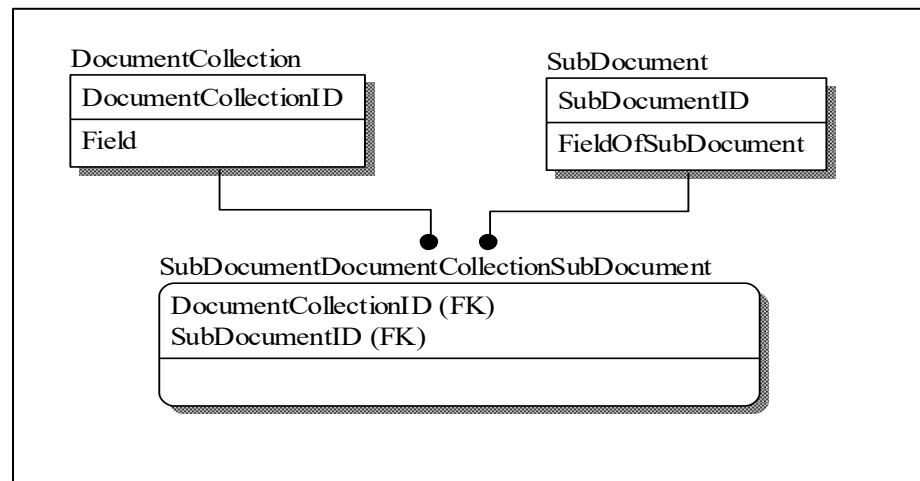 DocumentCollection
DocumentCollectionID
Field
SubDocument
SubDocumentID
FieldOfSubDocument
SubDocumentDocumentCollectionSubDocument
DocumentCollectionID (FK)
SubDocumentID (FK)